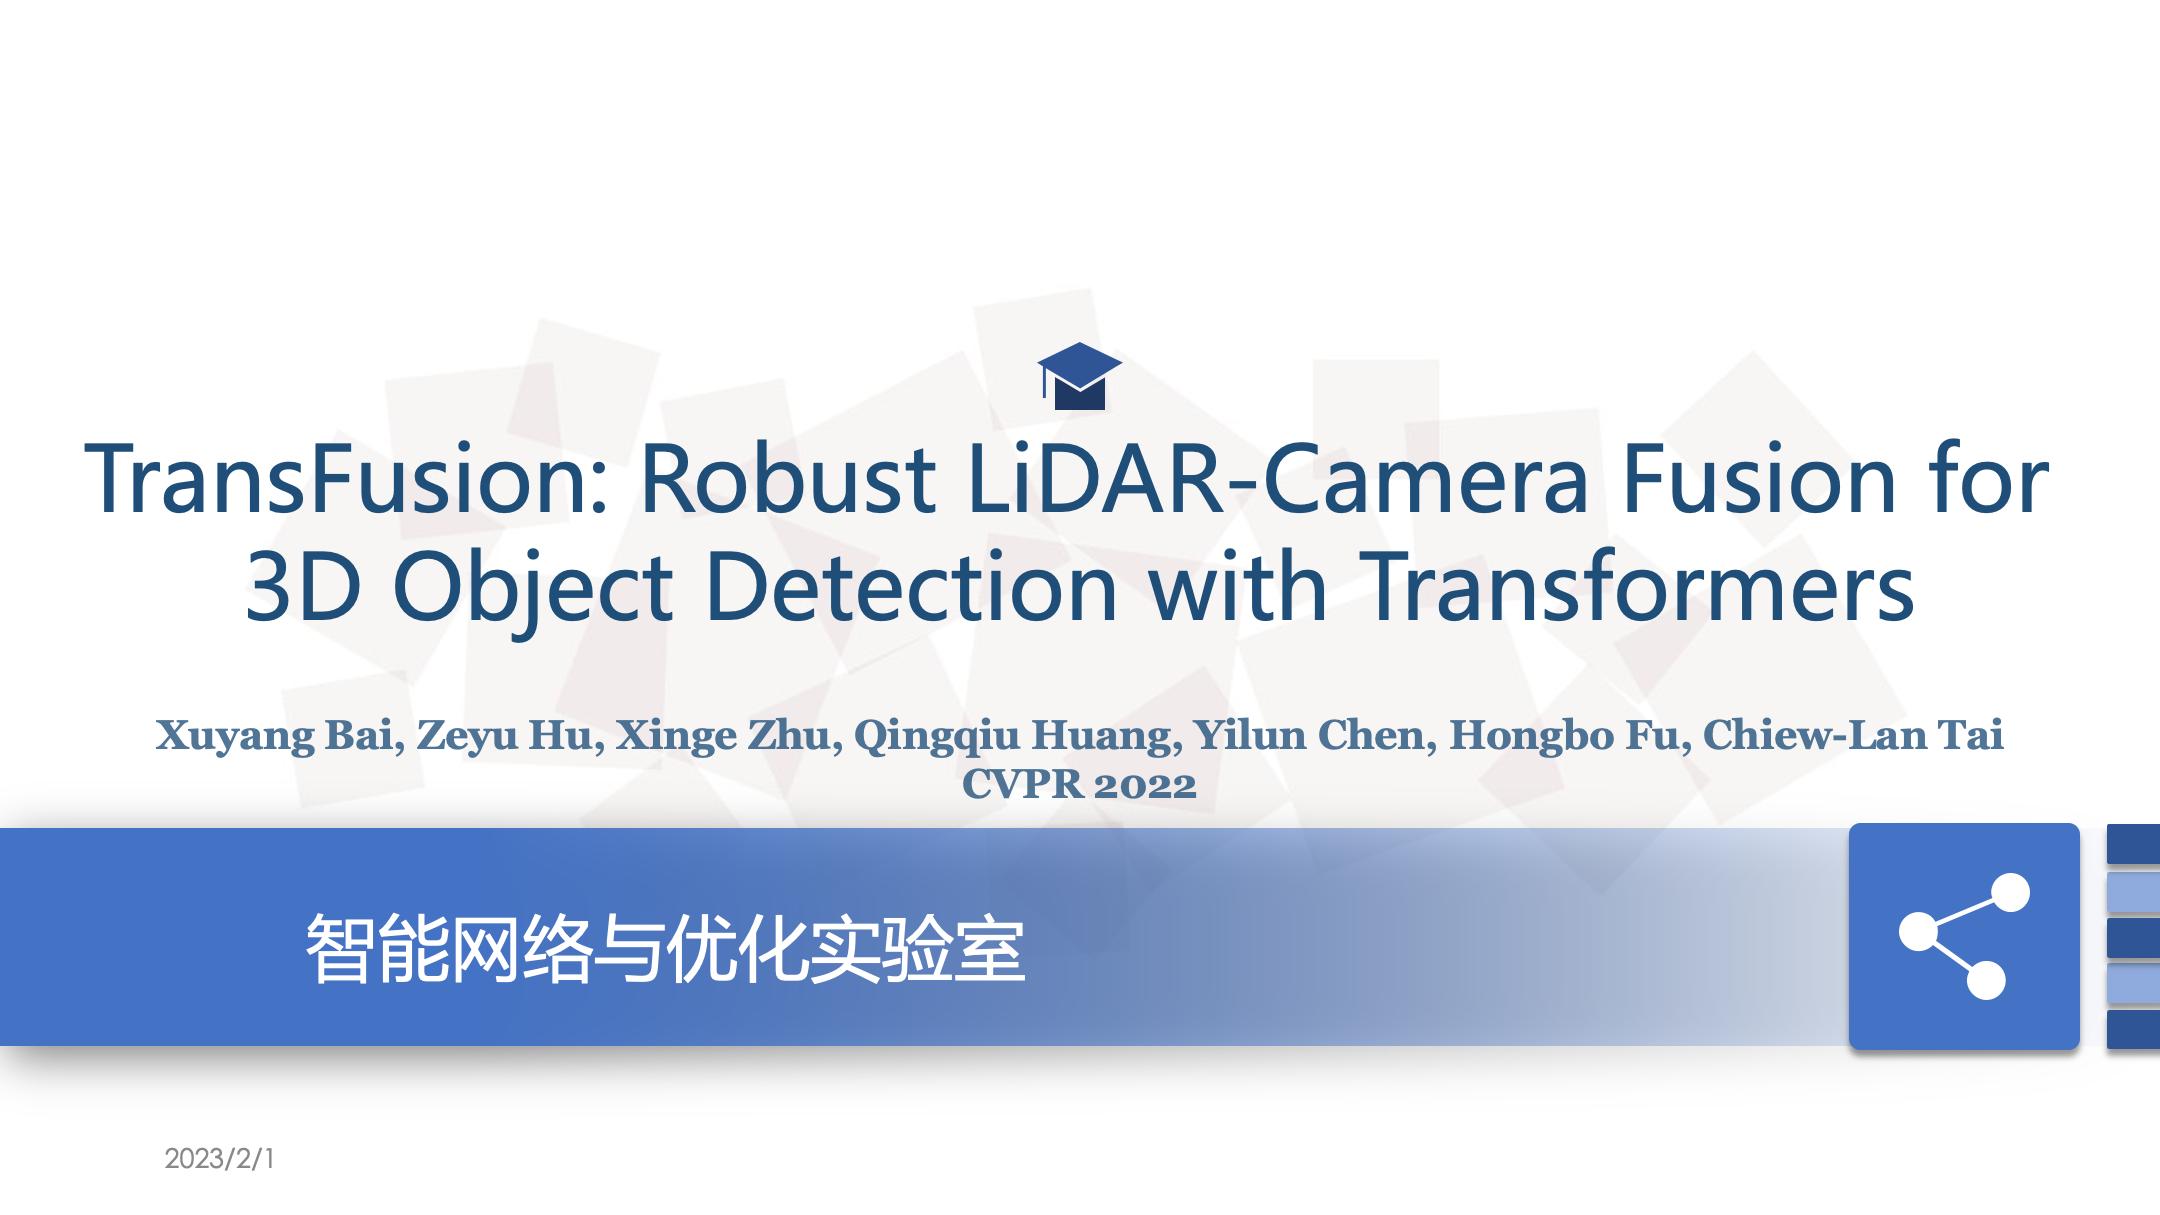 TransFusion: Robust LiDAR-Camera Fusion for
3D Object Detection with Transformers
Xuyang Bai, Zeyu Hu, Xinge Zhu, Qingqiu Huang, Yilun Chen, Hongbo Fu, Chiew-Lan Tai
CVPR 2022
智能网络与优化实验室
2023/2/1